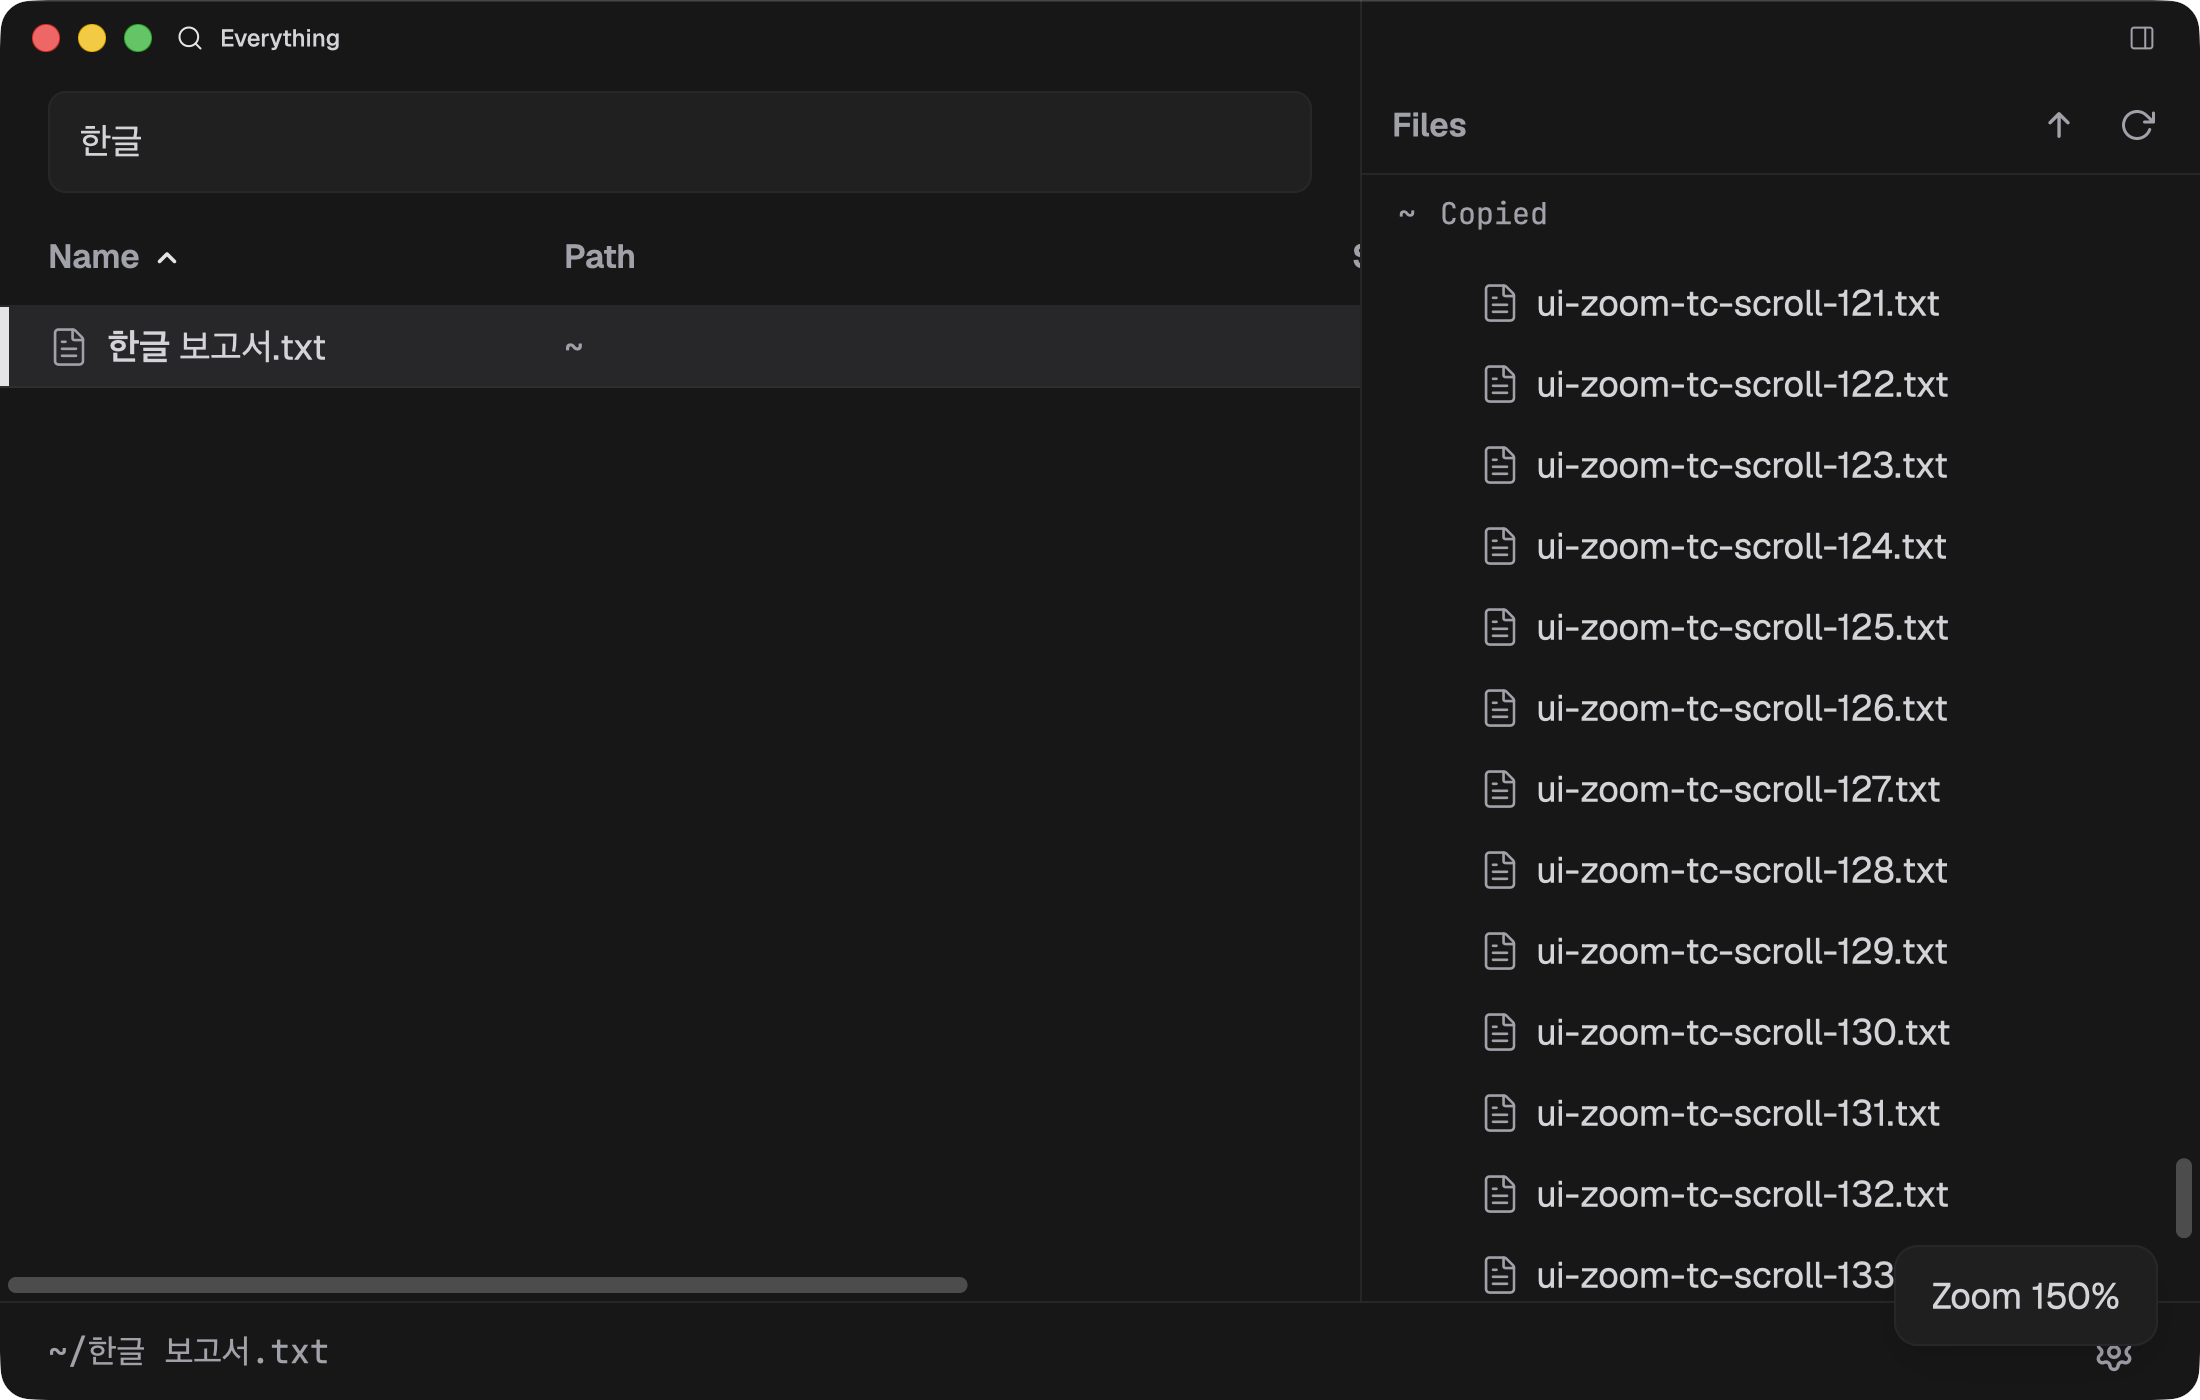 Everything
한글
Name Path
한글 보고서.txt ~
Files
~ Copied
ui-zoom-tc-scroll-121.txt
ui-zoom-tc-scroll-122.txt
ui-zoom-tc-scroll-123.txt
ui-zoom-tc-scroll-124.txt
ui-zoom-tc-scroll-125.txt
ui-zoom-tc-scroll-126.txt
ui-zoom-tc-scroll-127.txt
ui-zoom-tc-scroll-128.txt
ui-zoom-tc-scroll-129.txt
ui-zoom-tc-scroll-130.txt
ui-zoom-tc-scroll-131.txt
ui-zoom-tc-scroll-132.txt
ui-zoom-tc-scroll-133
Zoom 150%
~/한글 보고서.txt